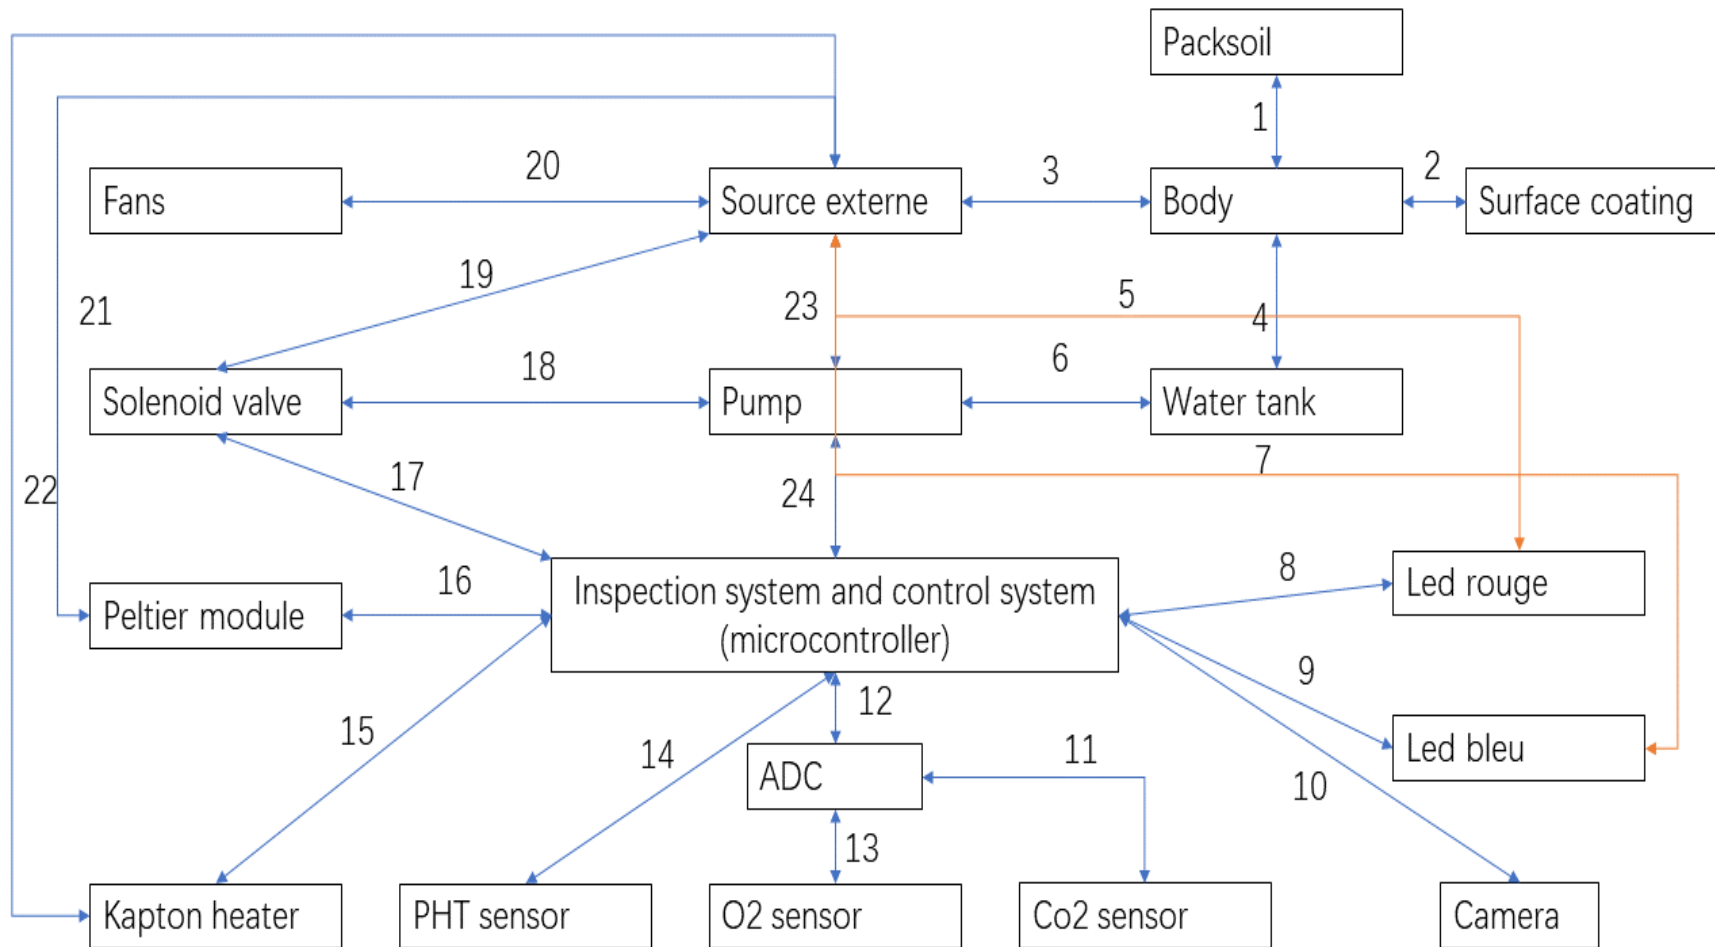 Packsoil
1
20
3
2
Fans
Source externe
Body
Surface coating
19
21
23
5
4
18
6
Solenoid valve
Pump
Water tank
17
22
24
7
16
8
Peltier module
Inspection system and control system
(microcontroller)
Led rouge
9
12
15
14
11
10
ADC
Led bleu
13
Kapton heater
PHT sensor
O2 sensor
Co2 sensor
Camera